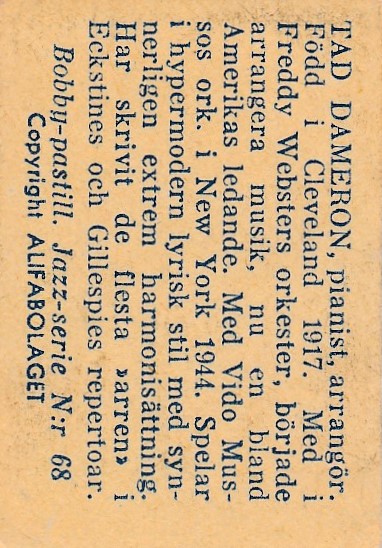 TAD DAMERON, pianist, arrangör.
Född i Cleveland 1917. Med i
Freddy Websters orkester, började
arrangera musik, nu en bland
Amerikas ledande. Med Vido Mus-
sos ork. i New York 1944. Spelar
i hypermodern lyrisk stil med syn-
nerligen extrem harmonisätning.
Har skrivit de flesta »arren» i
Eckstines och Gillespies repertoar.
Bobby-pastill. Jazz-serie N:r 68
Copyright ALIFABOLAGET